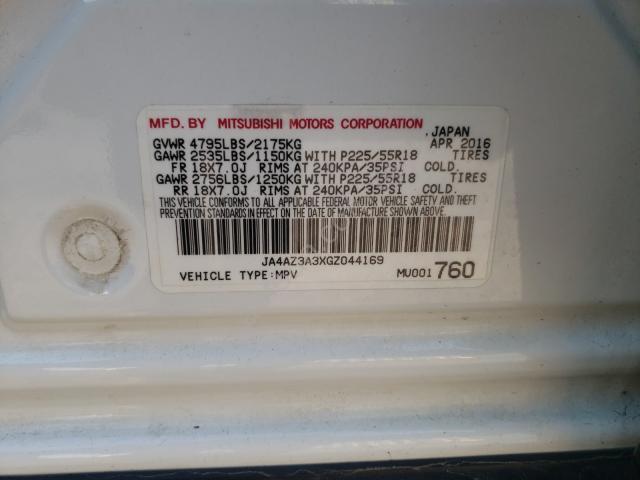 MFD. BY MITSUBISHI MOTORS CORPORATION
, JAPAN
GVWR 4795LBS/2175KG APR 2016
GAWR 2535LBS/1150KG WITH P225/55R18 TIRES
FR 18X7.0J RIMS AT 240KPA/35PSI COLD.
GAWR 2756LBS/1250KG WITH P225/55R18 TIRES
RR 18X7.0J RIMS AT 240KPA/35PSI COLD.
THIS VEHICLE CONFORMS TO ALL APPLICABLE FEDERAL MOTOR VEHICLE SAFETY AND THEFT
PREVENTION STANDARDS IN EFFECT ON THE DATE OF MANUFACTURE SHOWN ABOVE.
JA4AZ3A3XGZ044169
VEHICLE TYPE:MPV MU001 760